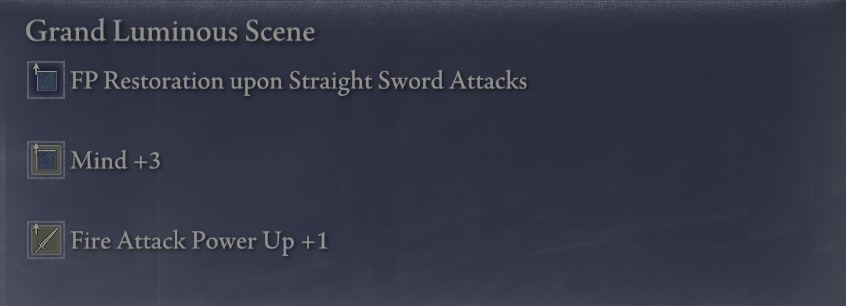 Grand Luminous Scene
FP Restoration upon Straight Sword Attacks
Mind +3
Fire Attack Power Up +1